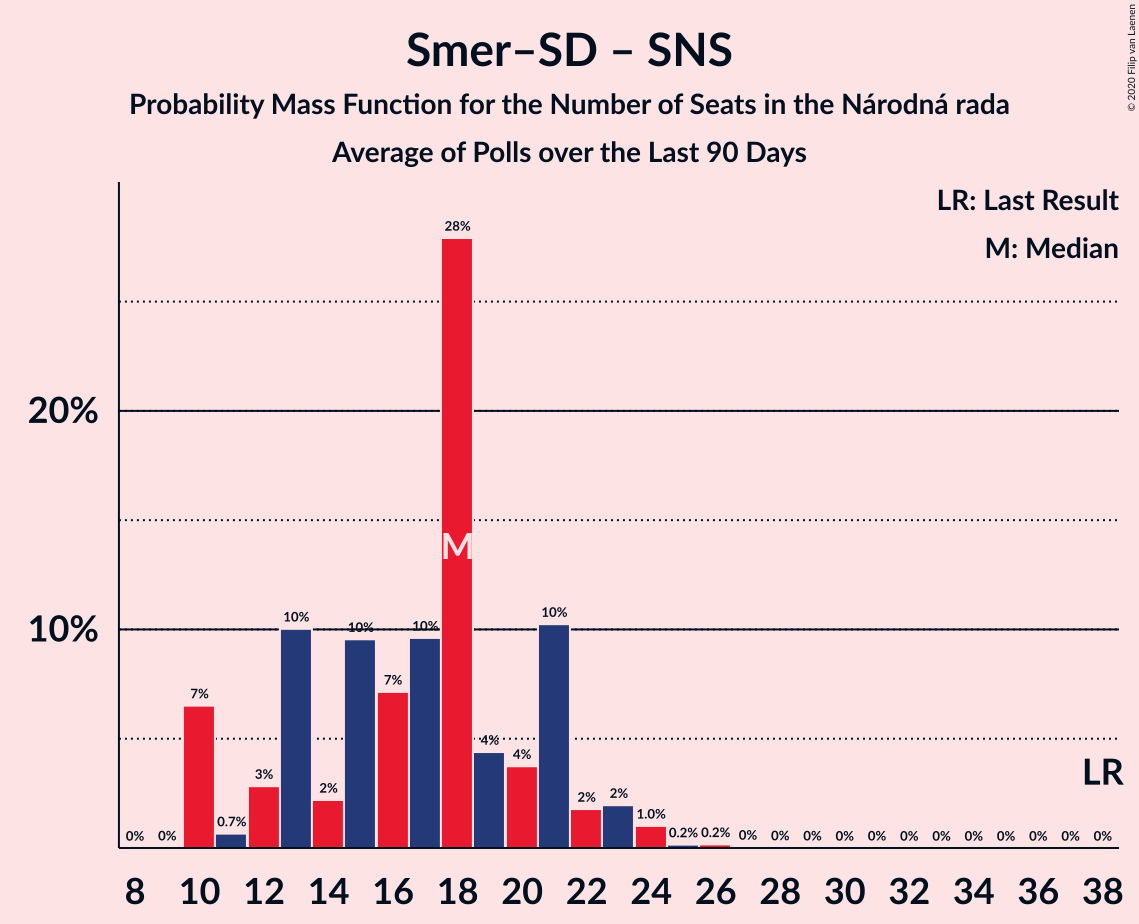 Smer–SD – SNS
Probability Mass Function for the Number of Seats in the Národná rada
Average of Polls over the Last 90 Days
© 2020 Filip van Laenen
LR: Last Result
M: Median
20%
10%
0% 0% 7% 0.7% 3% 10% 2% 10% 7% 10% 28% 4% 4% 10% 2% 2% 1.0% 0.2% 0.2% 0% 0% 0% 0% 0% 0% 0% 0% 0% 0% 0% 0%
M
LR
8 10 12 14 16 18 20 22 24 26 28 30 32 34 36 38